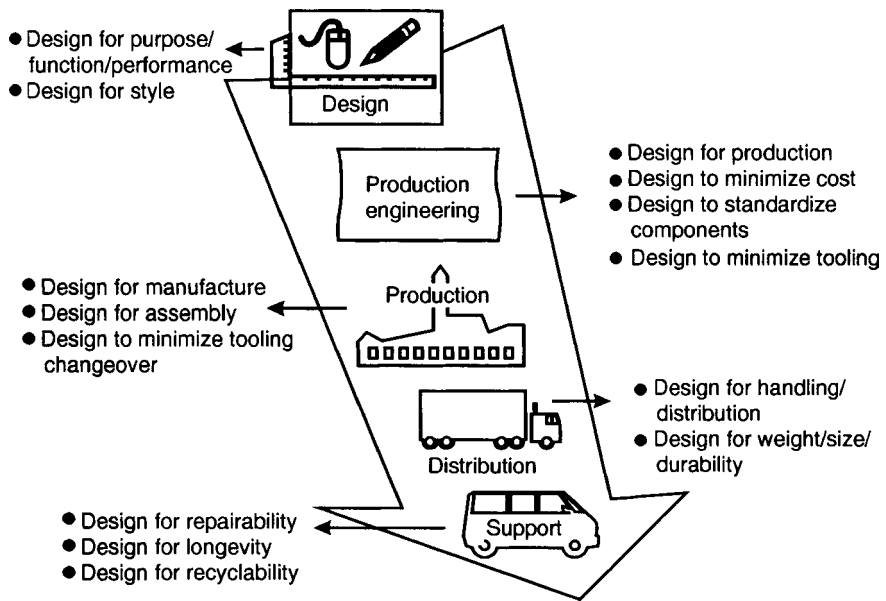 ● Design for purpose/
function/performance
● Design for style
Design
Production
engineering
● Design for production
● Design to minimize cost
● Design to standardize
components
● Design to minimize tooling
● Design for manufacture
● Design for assembly
● Design to minimize tooling
changeover
Production
● Design for handling/
distribution
● Design for weight/size/
durability
Distribution
● Design for repairability
● Design for longevity
● Design for recyclability
Support